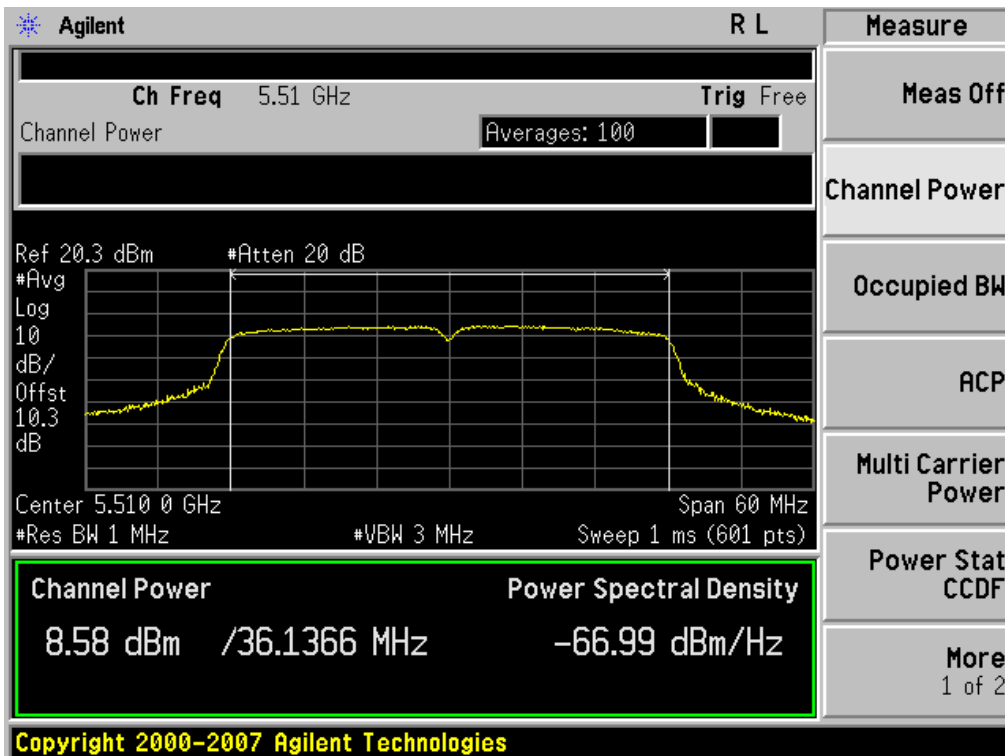 Agilent R L
Ch Freq 5.51 GHz Trig Free
Channel Power Averages: 100
Ref 20.3 dBm #Atten 20 dB
#Avg
Log
10
dB/
Offst
10.3
dB
Center 5.510 0 GHz Span 60 MHz
#Res BW 1 MHz #VBW 3 MHz Sweep 1 ms (601 pts)
Channel Power Power Spectral Density
8.58 dBm /36.1366 MHz -66.99 dBm/Hz
Copyright 2000-2007 Agilent Technologies
Measure
Meas Off
Channel Power
Occupied BW
ACP
Multi Carrier
Power
Power Stat
CCDF
More
1 of 2